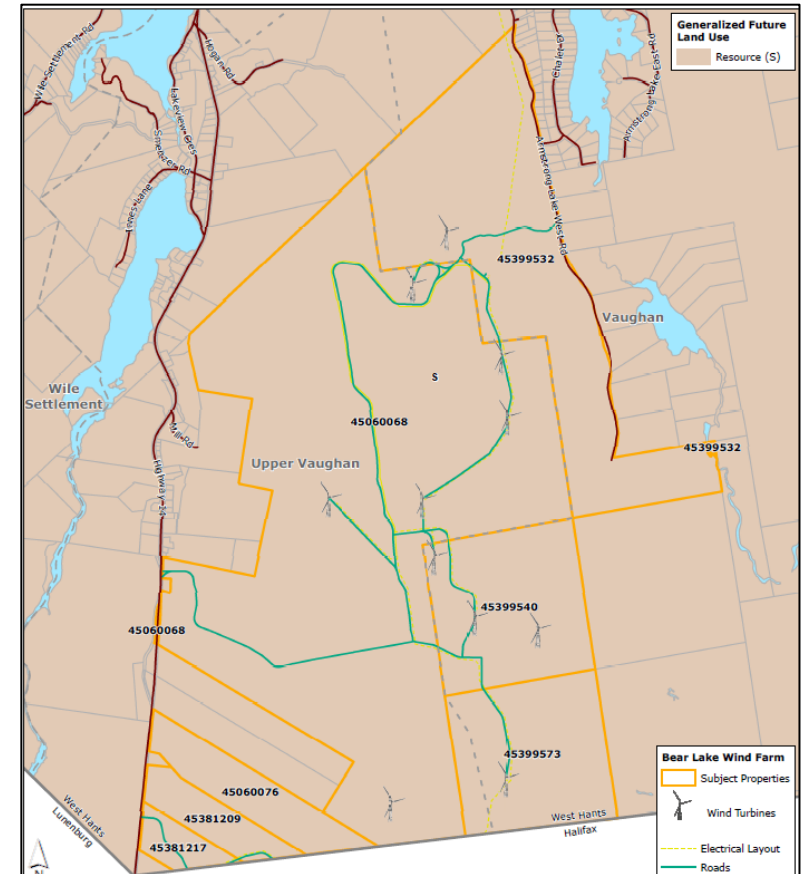 Generalized Future
Land Use
Resource (S)
Wile Settlement Rd
Hogan Rd
Lakeview Cres
Smeltzer Rd
Innes Lane
Chalet
Armstrong Lake East Rd
Armstrong Lake West Rd
45399532
Vaughan
S
Wile
Settlement
45060068
Upper Vaughan
45399532
Mill Rd
Highway 14
45399540
45060068
45399573
45060076
45381209
45381217
West Hants
Lunenburg
West Hants
Halifax
N
Bear Lake Wind Farm
Subject Properties
Wind Turbines
Electrical Layout
Roads